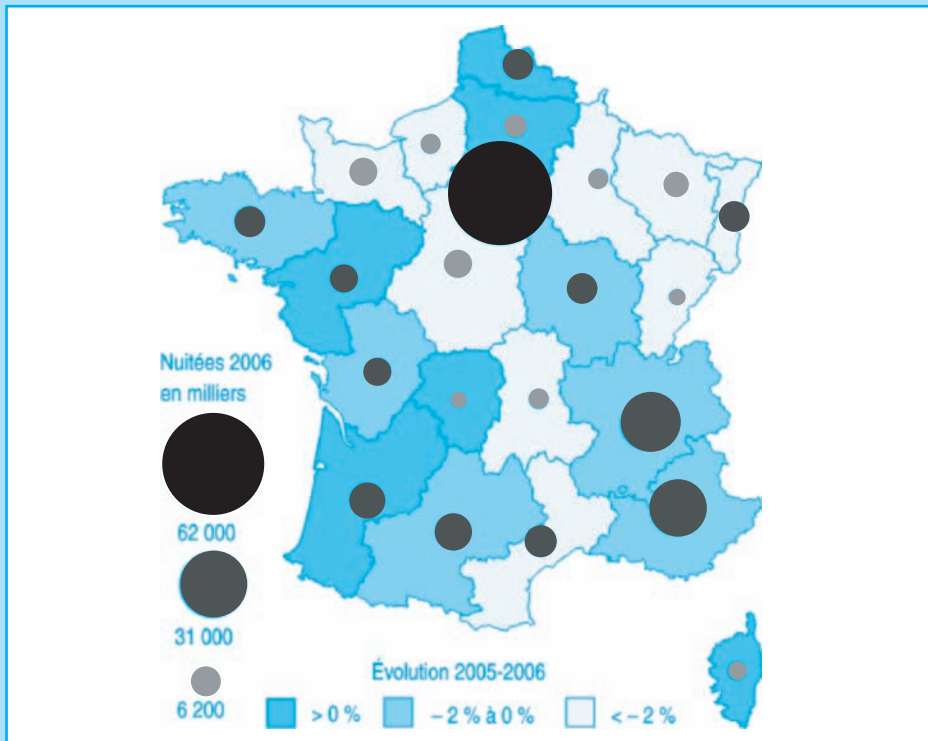 Nuitées 2006
en milliers
62 000
31 000
6 200
Évolution 2005-2006
> 0 %
– 2 % à 0 %
< – 2 %